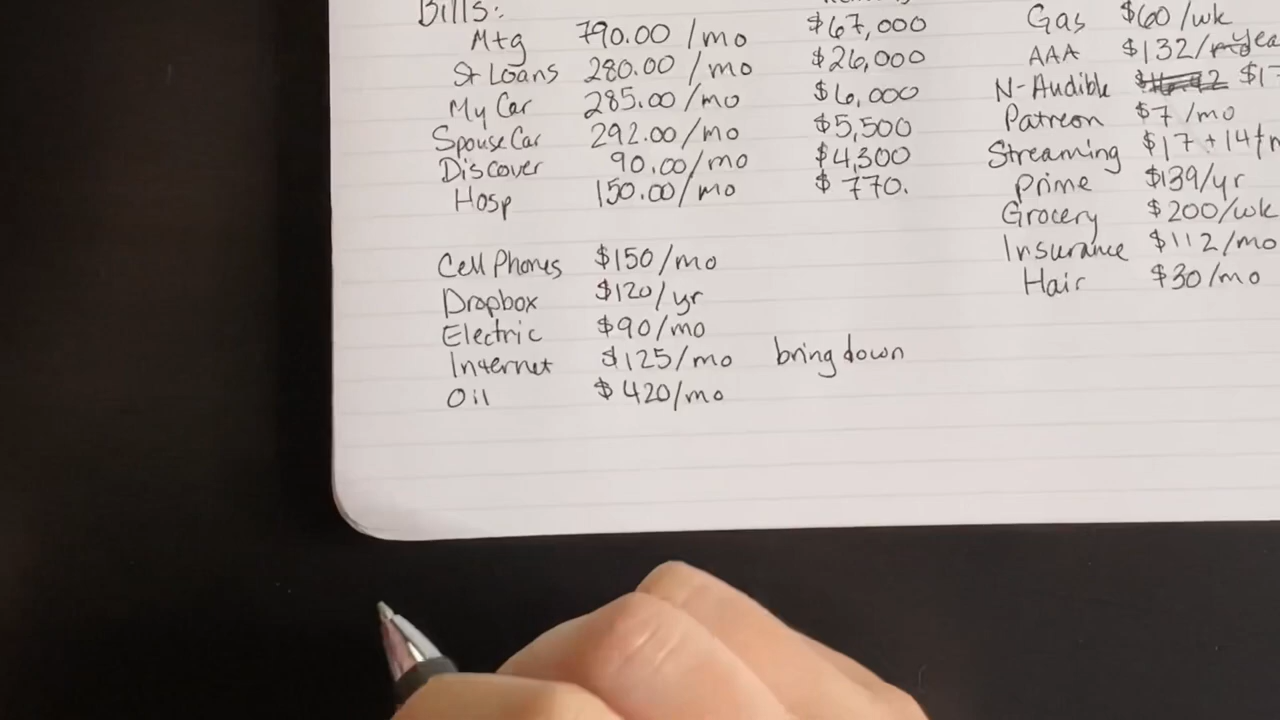 Bills:
Mtg 790.00 /mo $67,000
St Loans 280.00 /mo $26,000
My Car 285.00/mo $6,000
Spouse Car 292.00/mo $5,500
Discover 90.00/mo $4,300
Hosp 150.00/mo $ 770.
Cell Phones $150/mo
Dropbox $120/yr
Electric $90/mo
Internet $125/mo bring down
Oil $420/mo
Gas $60/wk
AAA $132/
N-Audible
Patreon $7/mo
Streaming $17 + 14
Prime $139/yr
Grocery $200/wk
Insurance $112/mo
Hair $30/mo